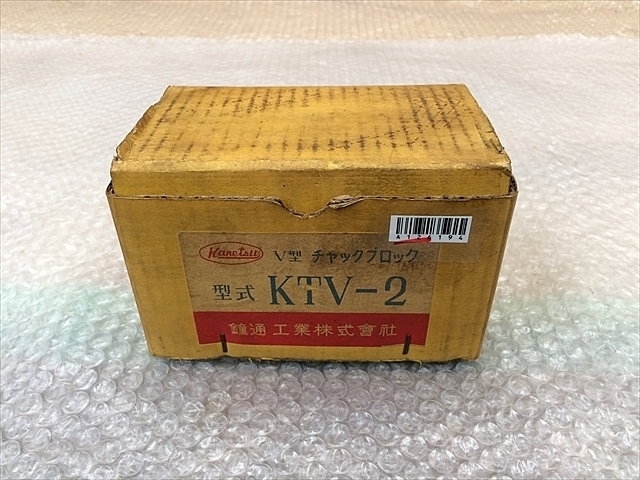 A124194
Kanetsu
V型 チャックブロック
型式 KTV-2
鐘通工業株式會社